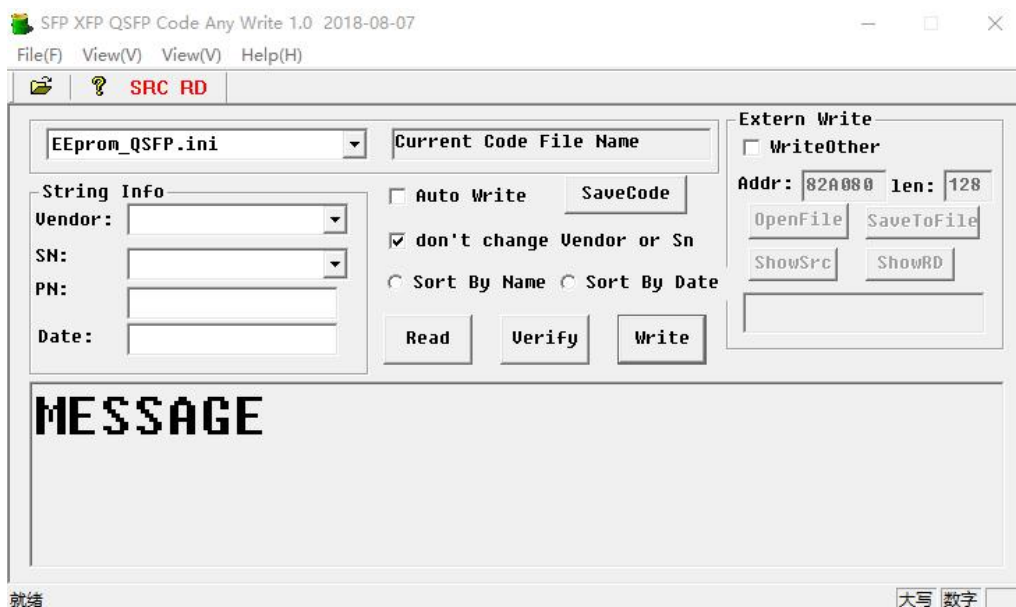 SFP XFP QSFP Code Any Write 1.0 2018-08-07
File(F) View(V) View(V) Help(H)
SRC RD
EEprom_QSFP.ini
Current Code File Name
String Info
Vendor:
SN:
PN:
Date:
Auto Write
SaveCode
don't change Vendor or Sn
Sort By Name
Sort By Date
Read
Verify
Write
Extern Write
WriteOther
Addr: 82A080 len: 128
OpenFile
SaveToFile
ShowSrc
ShowRD
MESSAGE
就绪
大写 数字